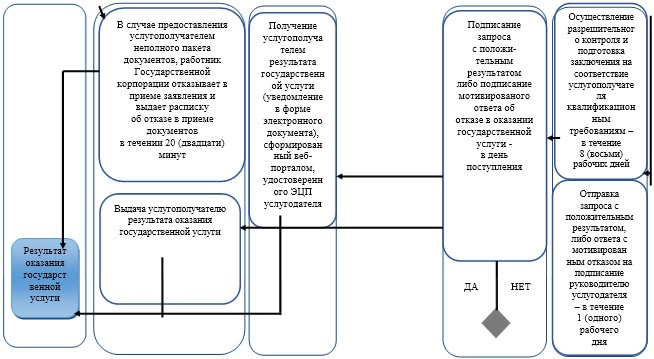 В случае предоставления
услугополучателем
неполного пакета
документов, работник
Государственной
корпорации отказывает в
приеме заявления и
выдает расписку
об отказе в приеме
документов
в течении 20 (двадцати)
минут
Выдача услугополучателю
результата оказания
государственной услуги
Результат
оказания
государст
венной
услуги
Получение
услугополуча
телем
результата
государственн
ой услуги
(уведомление
в форме
электронного
документа),
сформирован
ный веб-
порталом,
удостоверенн
ого ЭЦП
услугодателя
Подписание
запроса
с положи-
тельным
результатом
либо подписание
мотивированого
ответа об
отказе в оказании
государственной
услуги -
в день
поступления
ДА НЕТ
Осуществление
разрешительног
о контроля и
подготовка
заключения на
соответствие
услугополучате
ля
квалификацион
ным
требованиям –
в течение
8 (восьми)
рабочих дней
Отправка
запроса с
положительным
результатом,
либо ответа с
мотивирован
ным отказом на
подписание
руководителю
услугодателя
– в течение
1 (одного)
рабочего
дня